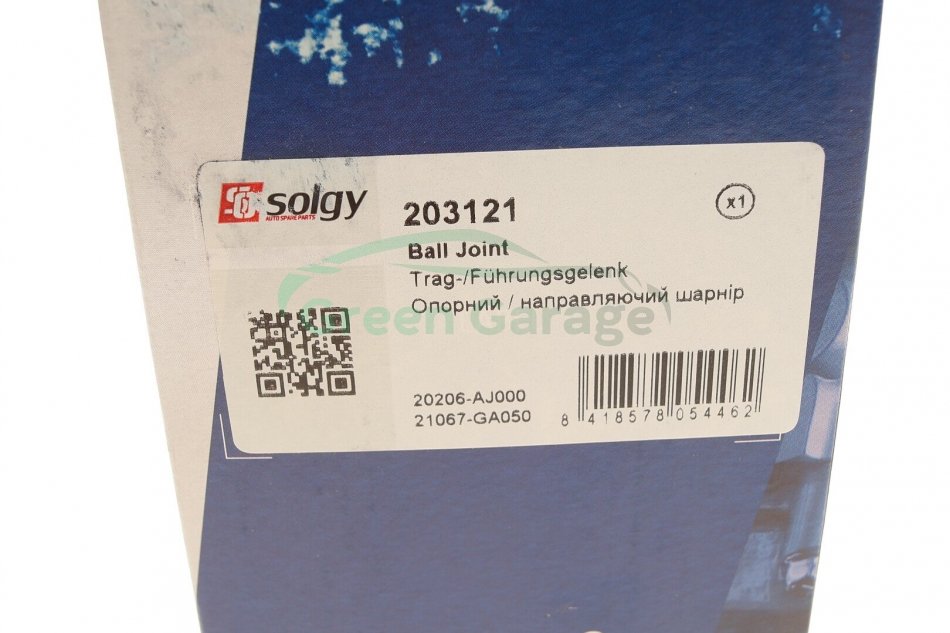 solgy
AUTO SPARE PARTS
203121
x1
Ball Joint
Trag-/Führungsgelenk
Опорний / направляючий шарнір
Green Garage
20206-AJ000
21067-GA050
8 418578 054462